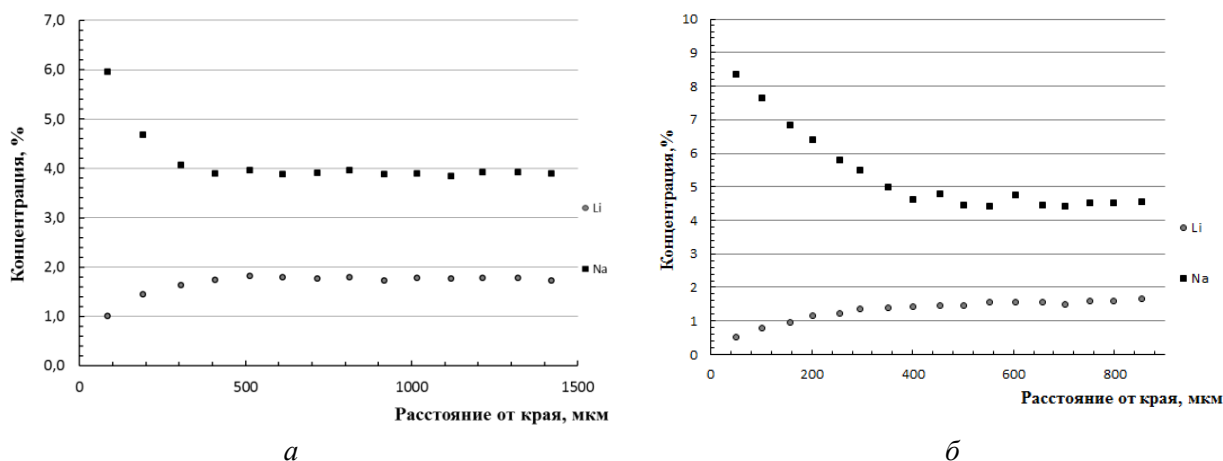 7,0
6,0
5,0
4,0
3,0
2,0
1,0
0,0
0 500 1000 1500
Концентрация, %
Расстояние от края, мкм
Li
Na
а
10
9
8
7
6
5
4
3
2
1
0
0 200 400 600 800
Концентрация,%
Расстояние от края, мкм
Li
Na
б